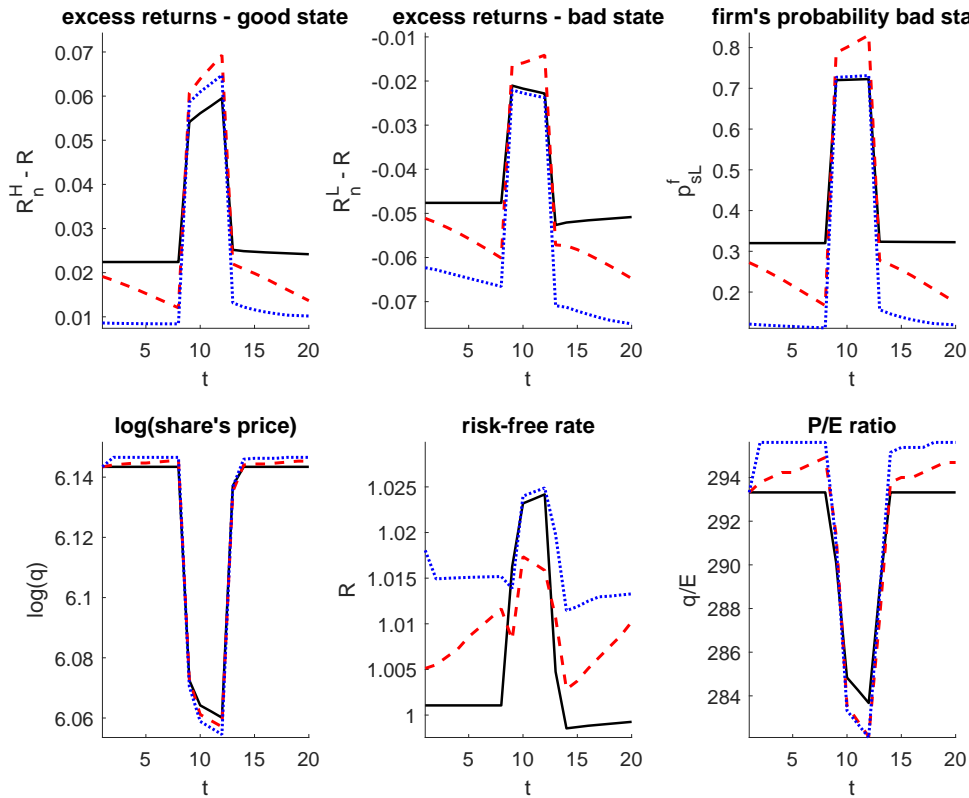 excess returns - good state
excess returns - bad state
firm's probability bad sta
R_n^H - R
0.07
0.06
0.05
0.04
0.03
0.02
0.01
5 10 15 20
t
R_n^L - R
-0.01
-0.02
-0.03
-0.04
-0.05
-0.06
-0.07
5 10 15 20
t
p_{sL}^f
0.8
0.7
0.6
0.5
0.4
0.3
0.2
5 10 15 20
t
log(share's price)
risk-free rate
P/E ratio
log(q)
6.14
6.12
6.1
6.08
6.06
5 10 15 20
t
R
1.025
1.02
1.015
1.01
1.005
1
5 10 15 20
t
q/E
294
292
290
288
286
284
5 10 15 20
t